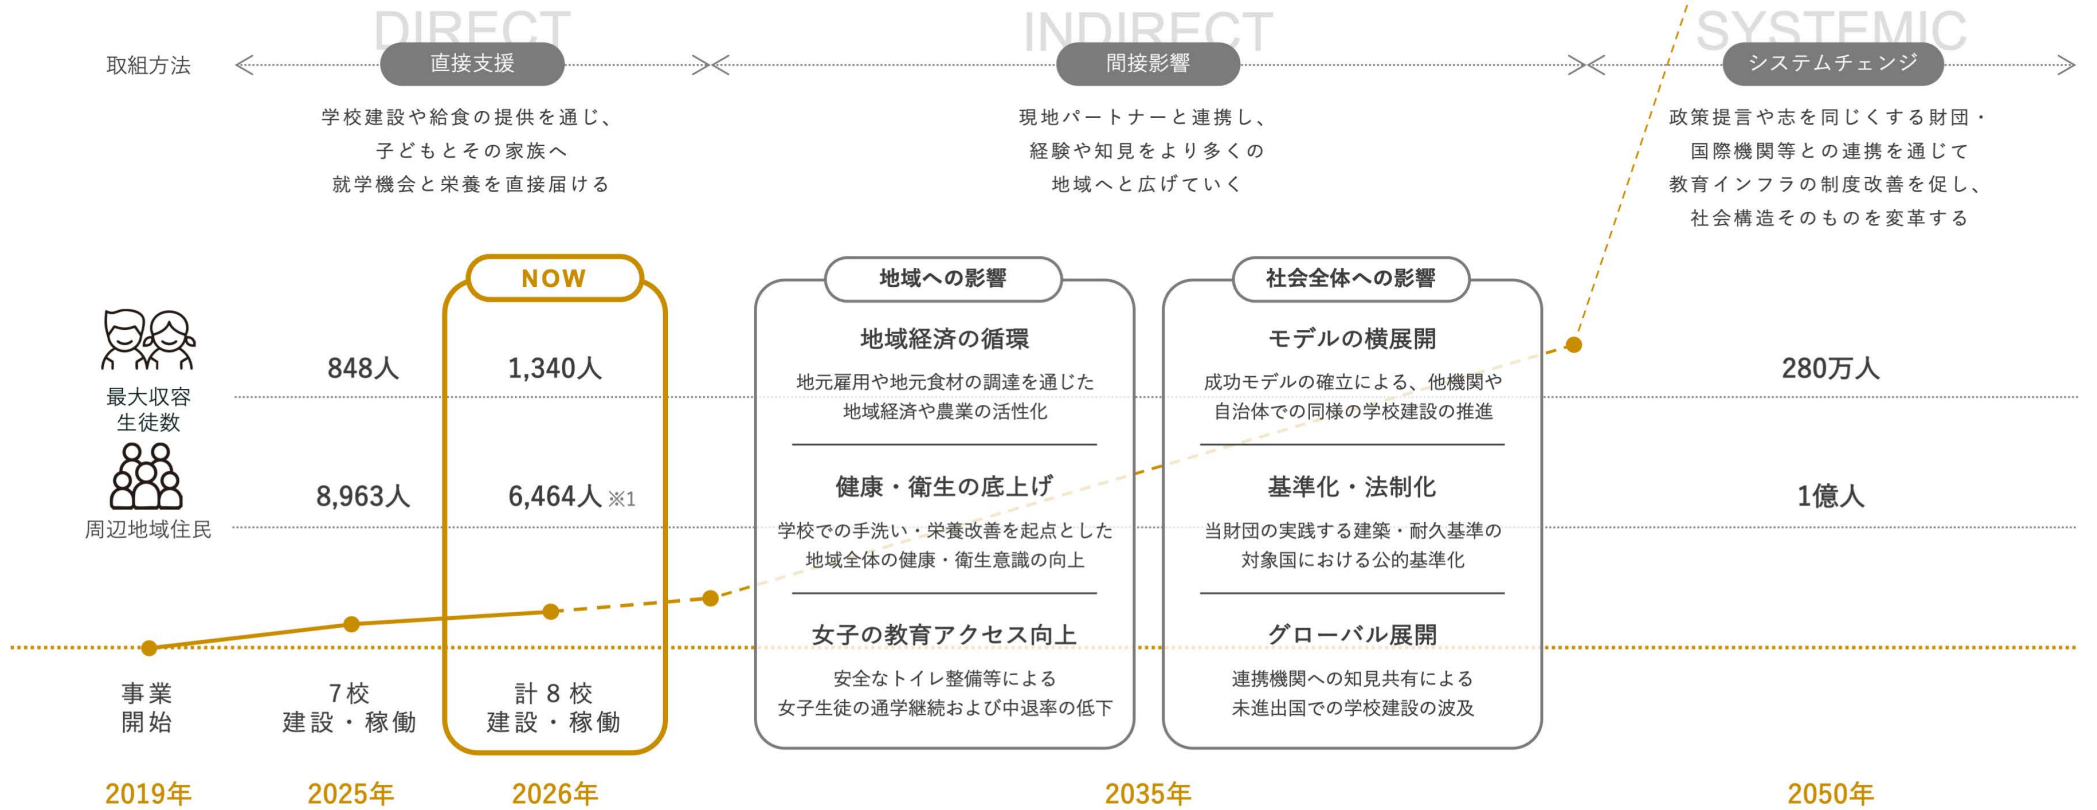 DIRECT
INDIRECT
SYSTEMIC
取組方法
直接支援
間接影響
システムチェンジ
学校建設や給食の提供を通じ、
子どもとその家族へ
就学機会と栄養を直接届ける
現地パートナーと連携し、
経験や知見をより多くの
地域へと広げていく
政策提言や志を同じくする財団・
国際機関等との連携を通じて
教育インフラの制度改善を促し、
社会構造そのものを変革する
最大収容
生徒数
848人
NOW
1,340人
280万人
周辺地域住民
8,963人
6,464人 ※1
1億人
地域への影響
地域経済の循環
地元雇用や地元食材の調達を通じた
地域経済や農業の活性化
健康・衛生の底上げ
学校での手洗い・栄養改善を起点とした
地域全体の健康・衛生意識の向上
女子の教育アクセス向上
安全なトイレ整備等による
女子生徒の通学継続および中退率の低下
社会全体への影響
モデルの横展開
成功モデルの確立による、他機関や
自治体での同様の学校建設の推進
基準化・法制化
当財団の実践する建築・耐久基準の
対象国における公的基準化
グローバル展開
連携機関への知見共有による
未進出国での学校建設の波及
事業
開始
7校
建設・稼働
計8校
建設・稼働
2019年
2025年
2026年
2035年
2050年